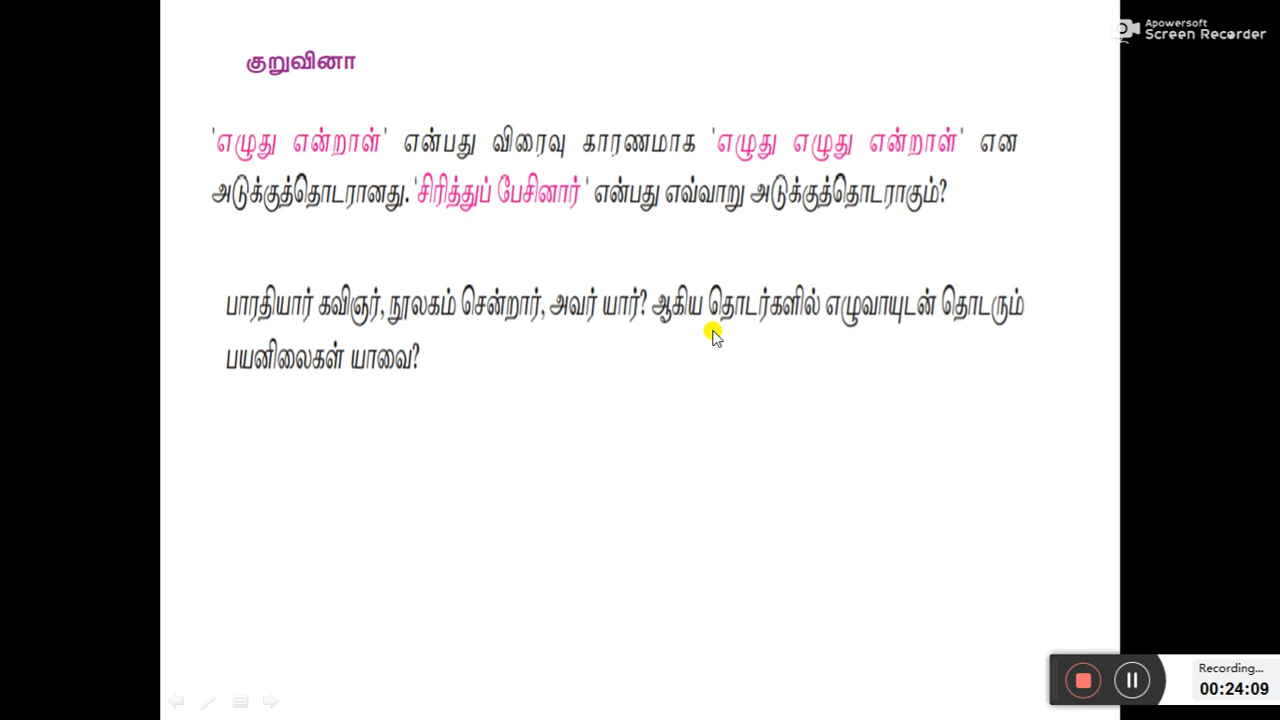 Apowersoft
Screen Recorder
குறுவினா
'எழுது என்றாள்' என்பது விரைவு காரணமாக 'எழுது எழுது என்றாள்' என
அடுக்குத்தொடரானது. 'சிரித்துப் பேசினார்' என்பது எவ்வாறு அடுக்குத்தொடராகும்?
பாரதியார் கவிஞர், நூலகம் சென்றார், அவர் யார்? ஆகிய தொடர்களில் எழுவாயுடன் தொடரும்
பயனிலைகள் யாவை?
Recording...
00:24:09